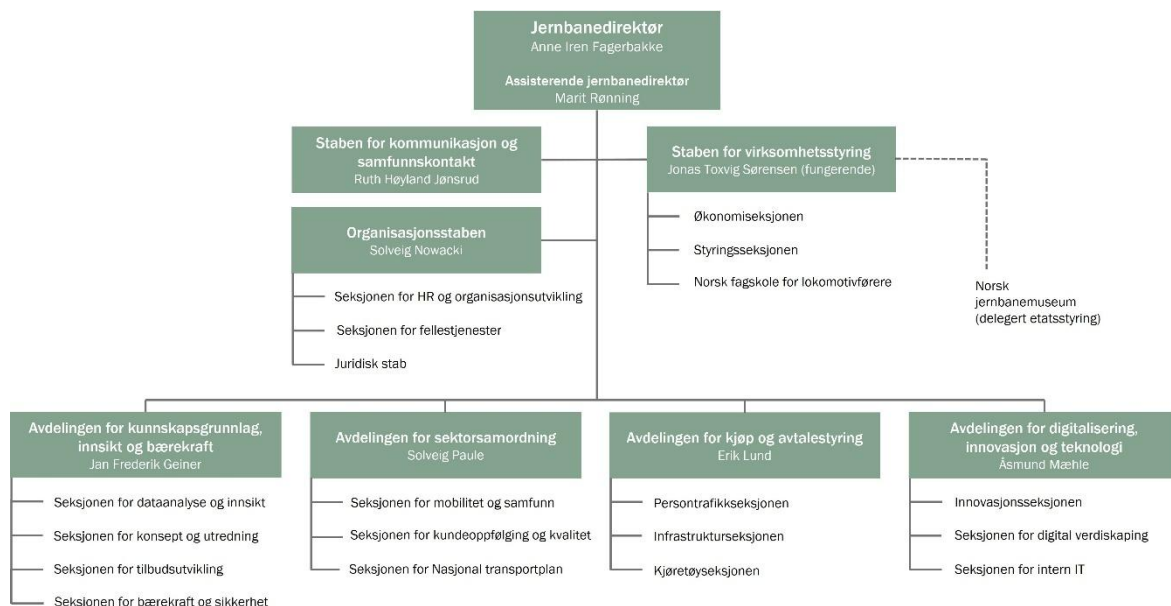 Jernbanedirektør
Anne Iren Fagerbakke
Assisterende jernbanedirektør
Marit Rønning
Staben for kommunikasjon og
samfunnskontakt
Ruth Høyland Jønsrud
Staben for virksomhetsstyring
Jonas Toxvig Sørensen (fungerende)
Økonomiseksjonen
Styringsseksjonen
Norsk fagskole for lokomotivførere
Norsk
jernbanemuseum
(delegert etatsstyring)
Organisasjonsstaben
Solveig Nowacki
Seksjonen for HR og organisasjonsutvikling
Seksjonen for fellestjenester
Juridisk stab
Avdelingen for kunnskapsgrunnlag,
innsikt og bærekraft
Jan Frederik Geiner
Seksjonen for dataanalyse og innsikt
Seksjonen for konsept og utredning
Seksjonen for tilbudsutvikling
Seksjonen for bærekraft og sikkerhet
Avdelingen for sektorsamordning
Solveig Paule
Seksjonen for mobilitet og samfunn
Seksjonen for kundeoppfølging og kvalitet
Seksjonen for Nasjonal transportplan
Avdelingen for kjøp og avtalestyring
Erik Lund
Persontrafikkseksjonen
Infrastrukturseksjonen
Kjøretøyseksjonen
Avdelingen for digitalisering,
innovasjon og teknologi
Åsmund Mæhle
Innovasjonsseksjonen
Seksjonen for digital verdiskaping
Seksjonen for intern IT